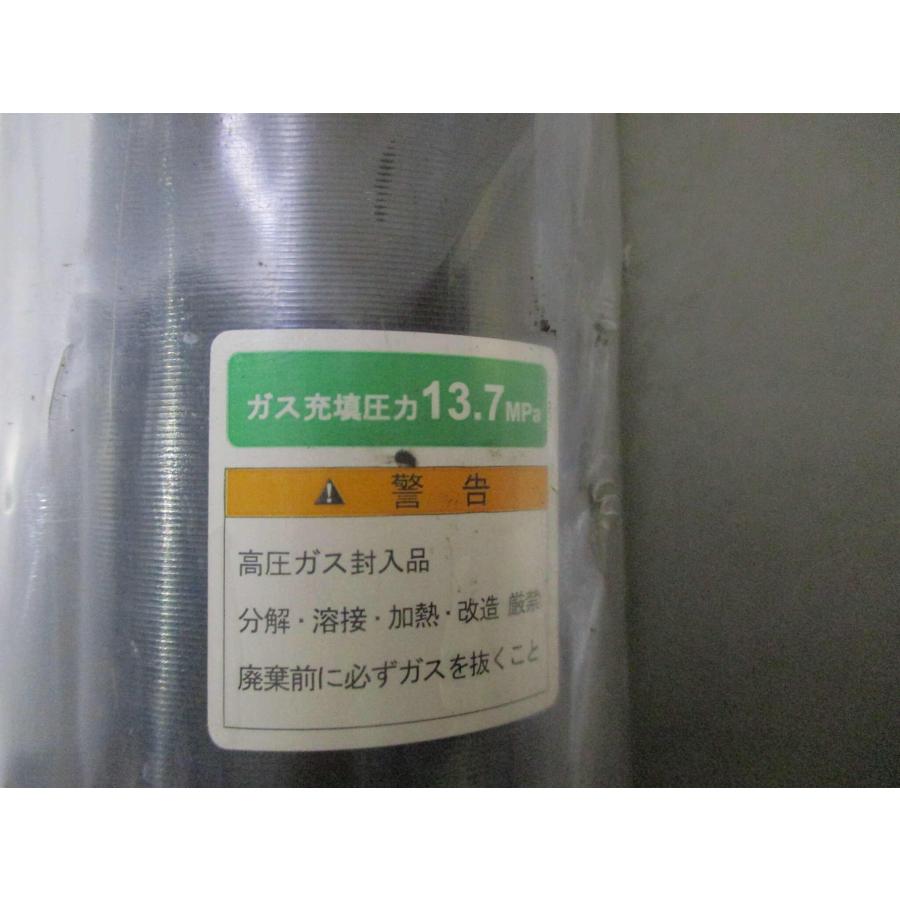 ガス充填圧力13.7MPa
⚠ 警告
高圧ガス封入品
分解・溶接・加熱・改造 厳禁
廃棄前に必ずガスを抜くこと